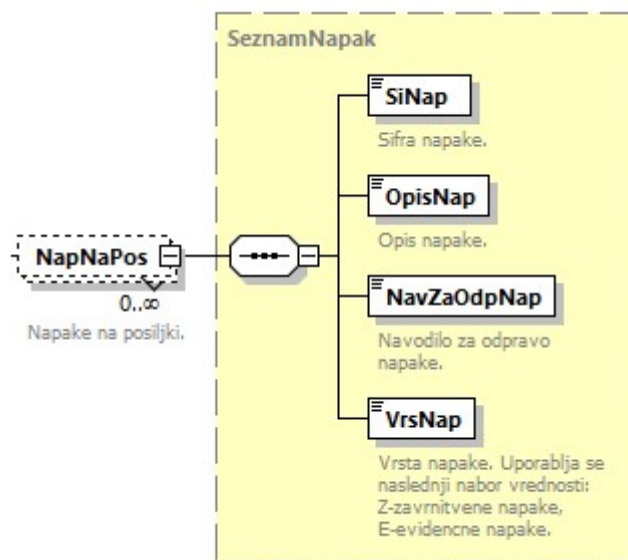 SeznamNapak
SiNap
Sifra napake.
OpisNap
Opis napake.
NapNaPos
0..∞
Napake na posiljki.
NavZaOdpNap
Navodilo za odpravo
napake.
VrsNap
Vrsta napake. Uporablja se
naslednji nabor vrednosti:
Z-zavrnitvene napake,
E-evidencne napake.